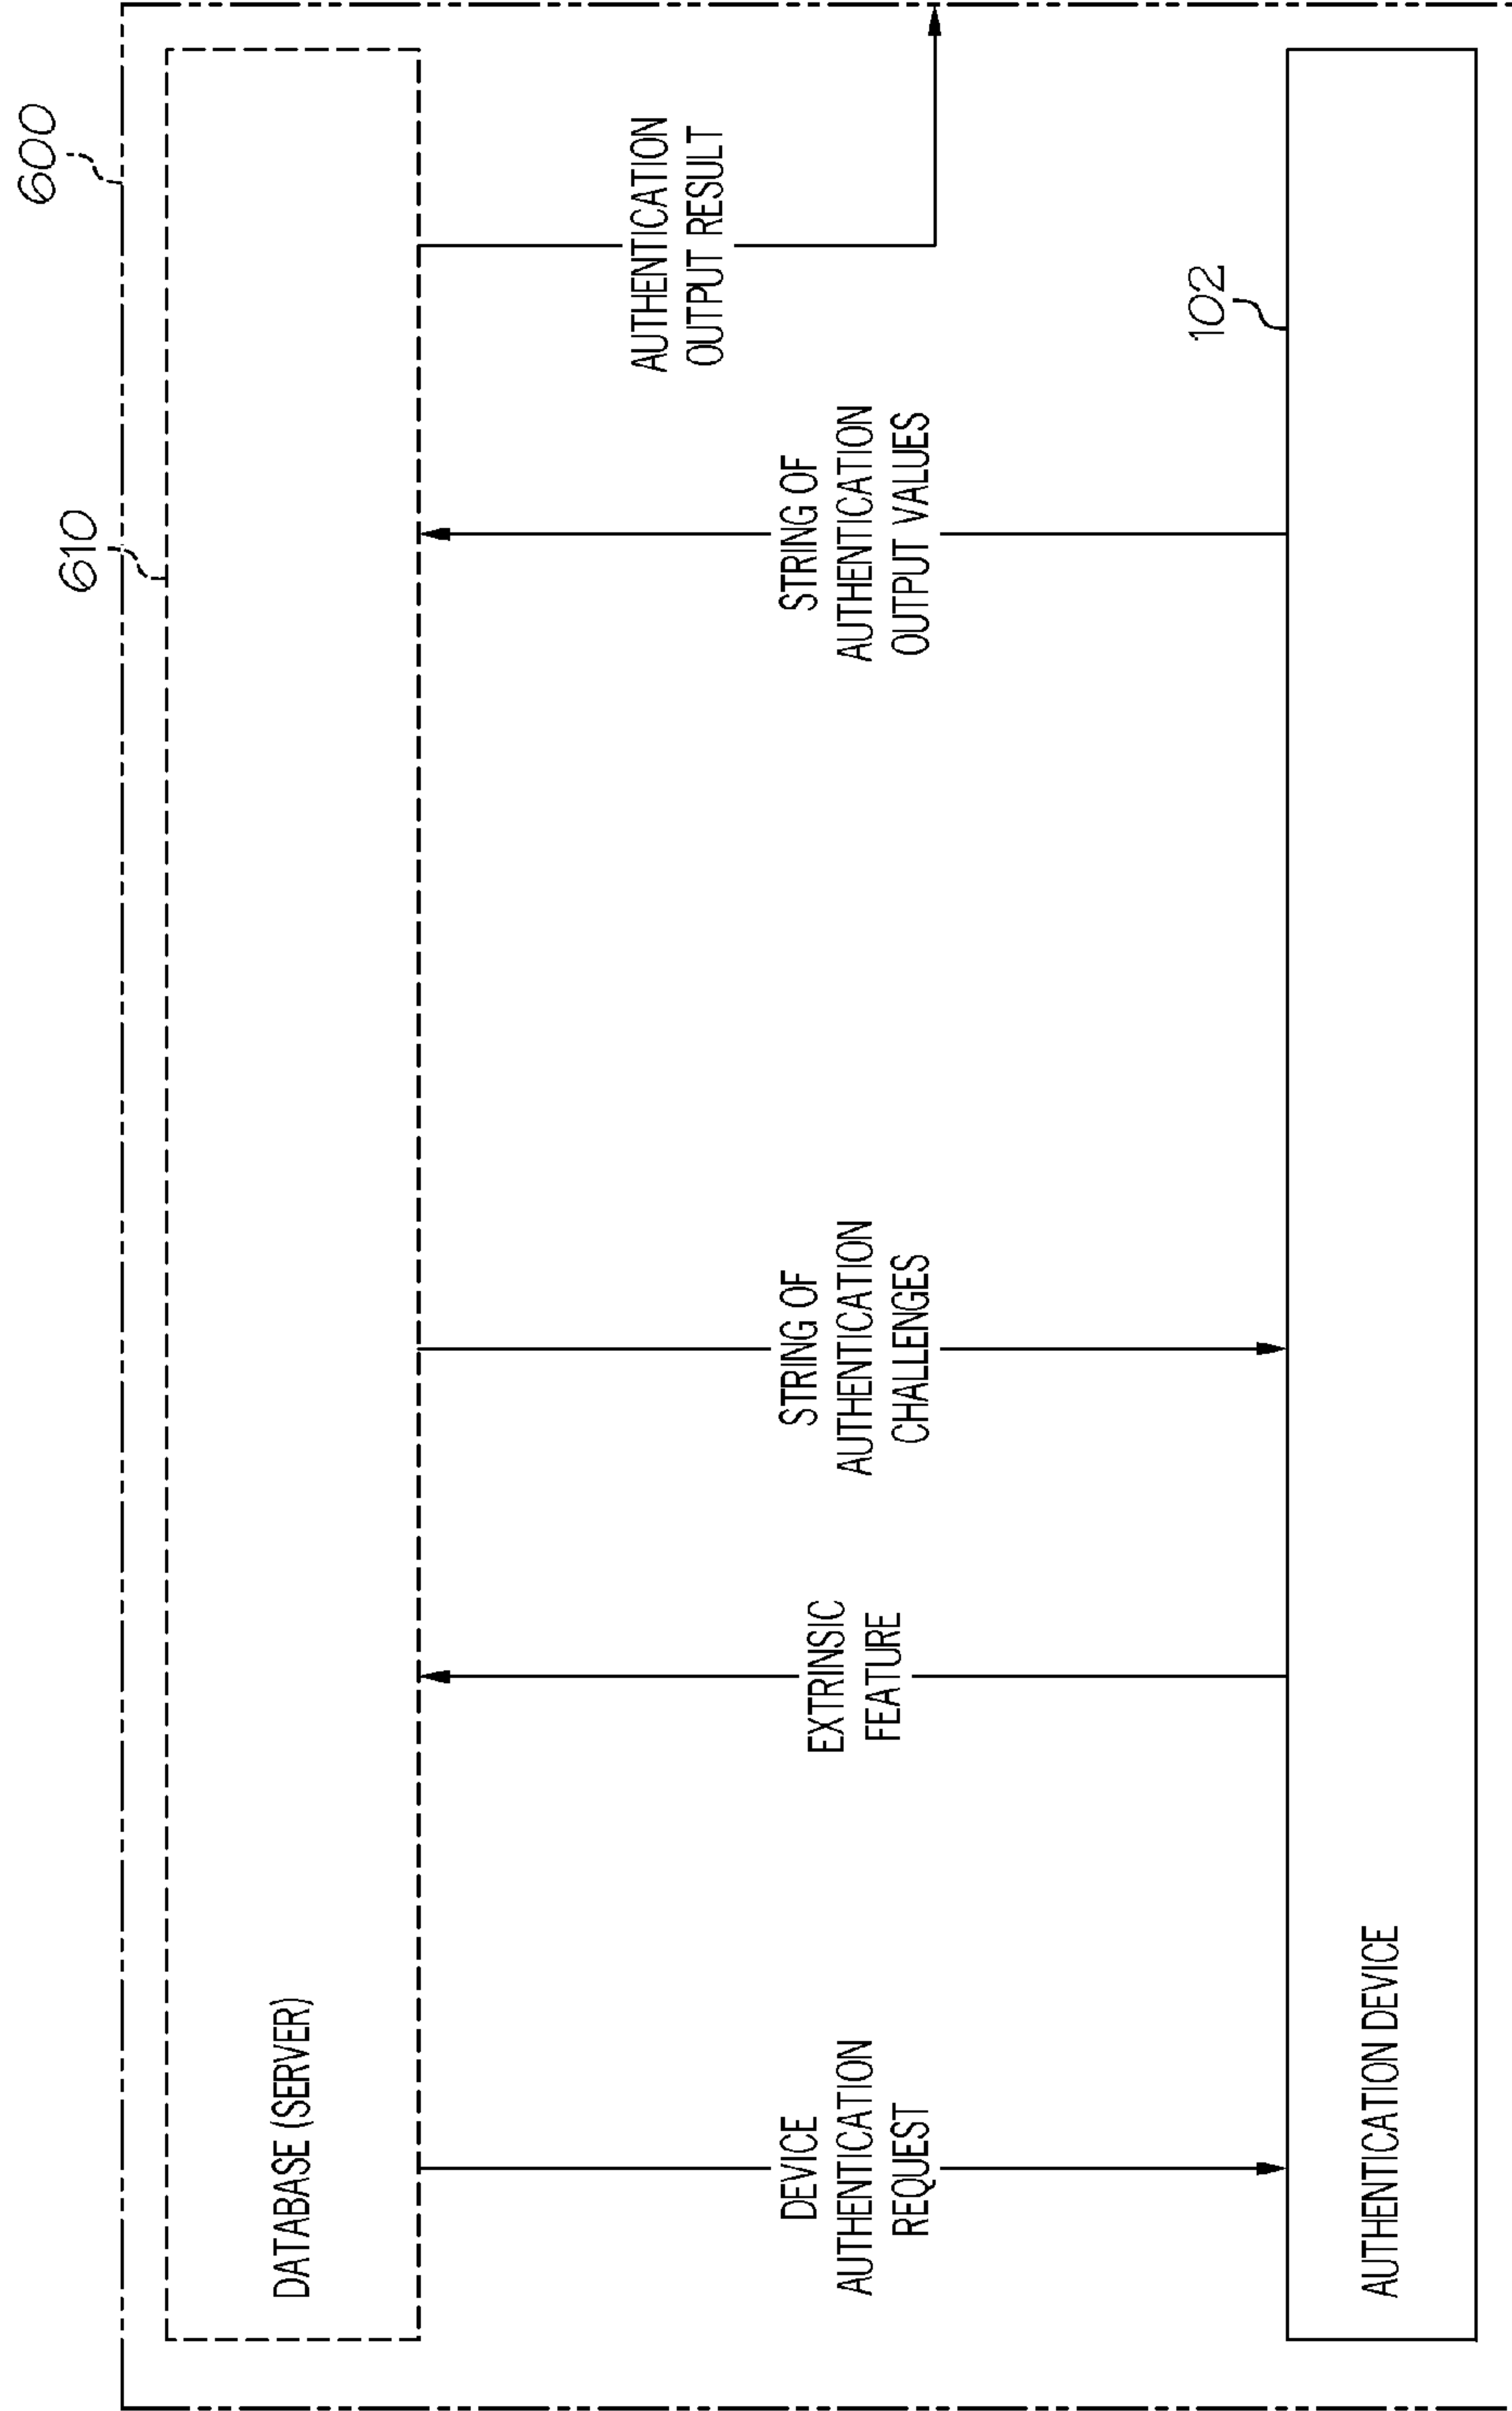 600
610
DATABASE (SERVER)
DEVICE
AUTHENTICATION
REQUEST
EXTRINSIC
FEATURE
STRING OF
AUTHENTICATION
CHALLENGES
STRING OF
AUTHENTICATION
OUTPUT VALUES
AUTHENTICATION
OUTPUT RESULT
102
AUTHENTICATION DEVICE